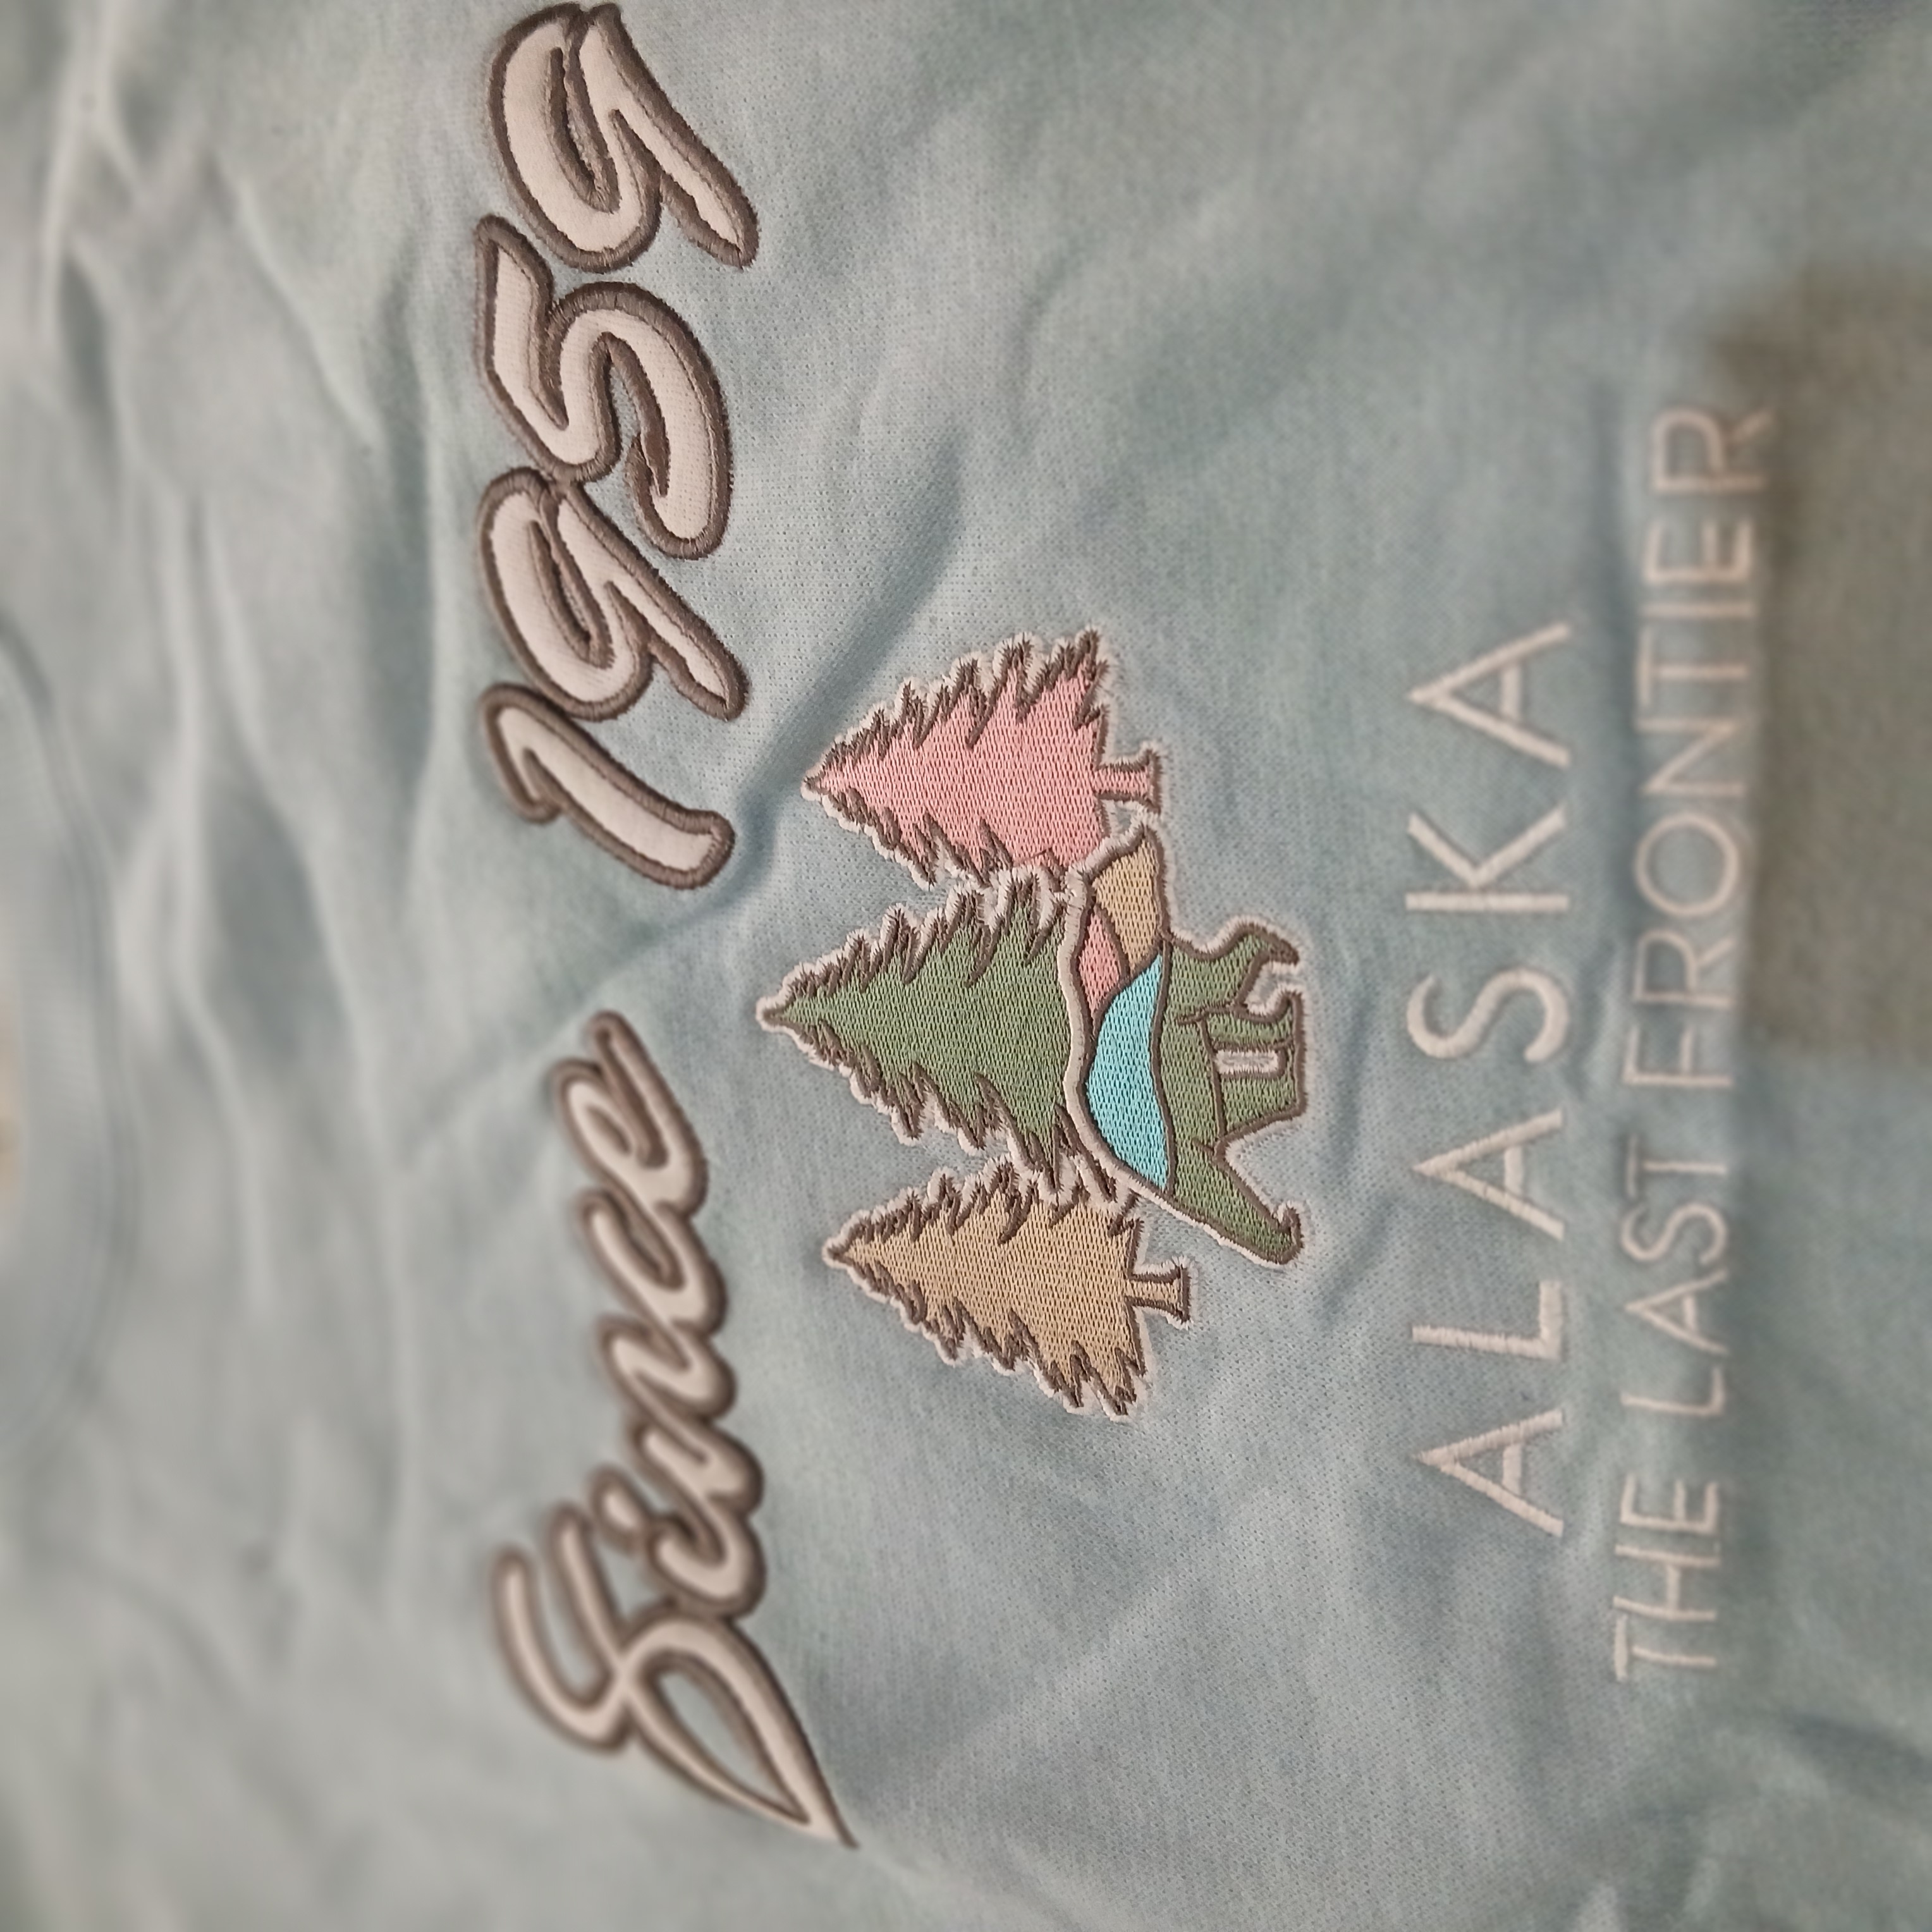 Since 1959
ALASKA
THE LAST FRONTIER